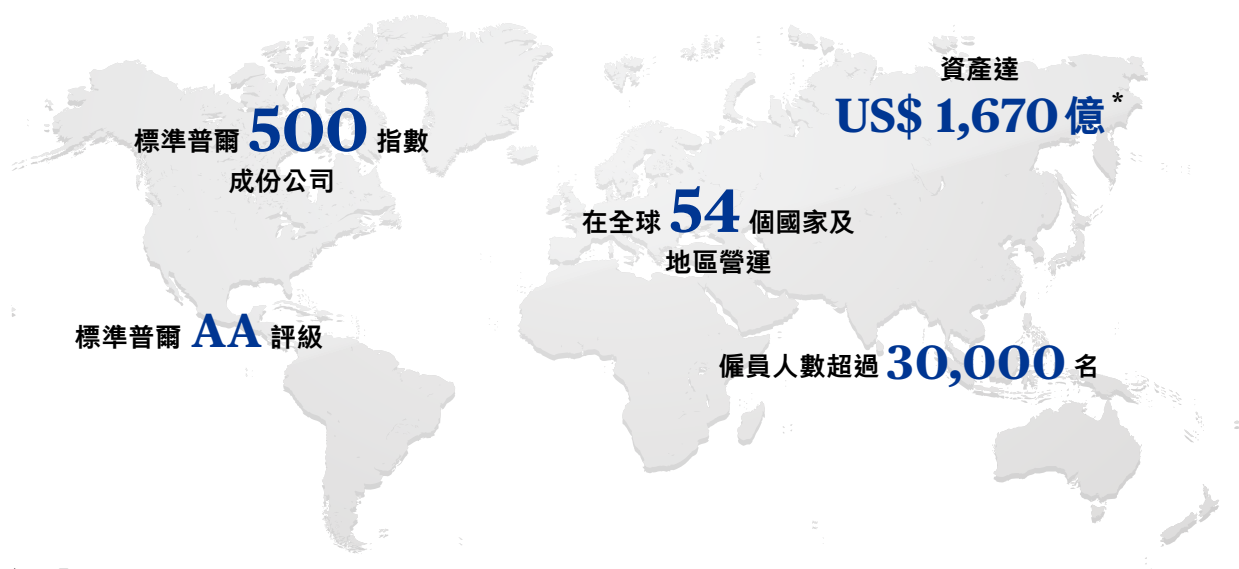 標準普爾 500 指數
成份公司
資產達
US$ 1,670 億*
在全球 54 個國家及
地區營運
標準普爾 AA 評級
僱員人數超過 30,000 名